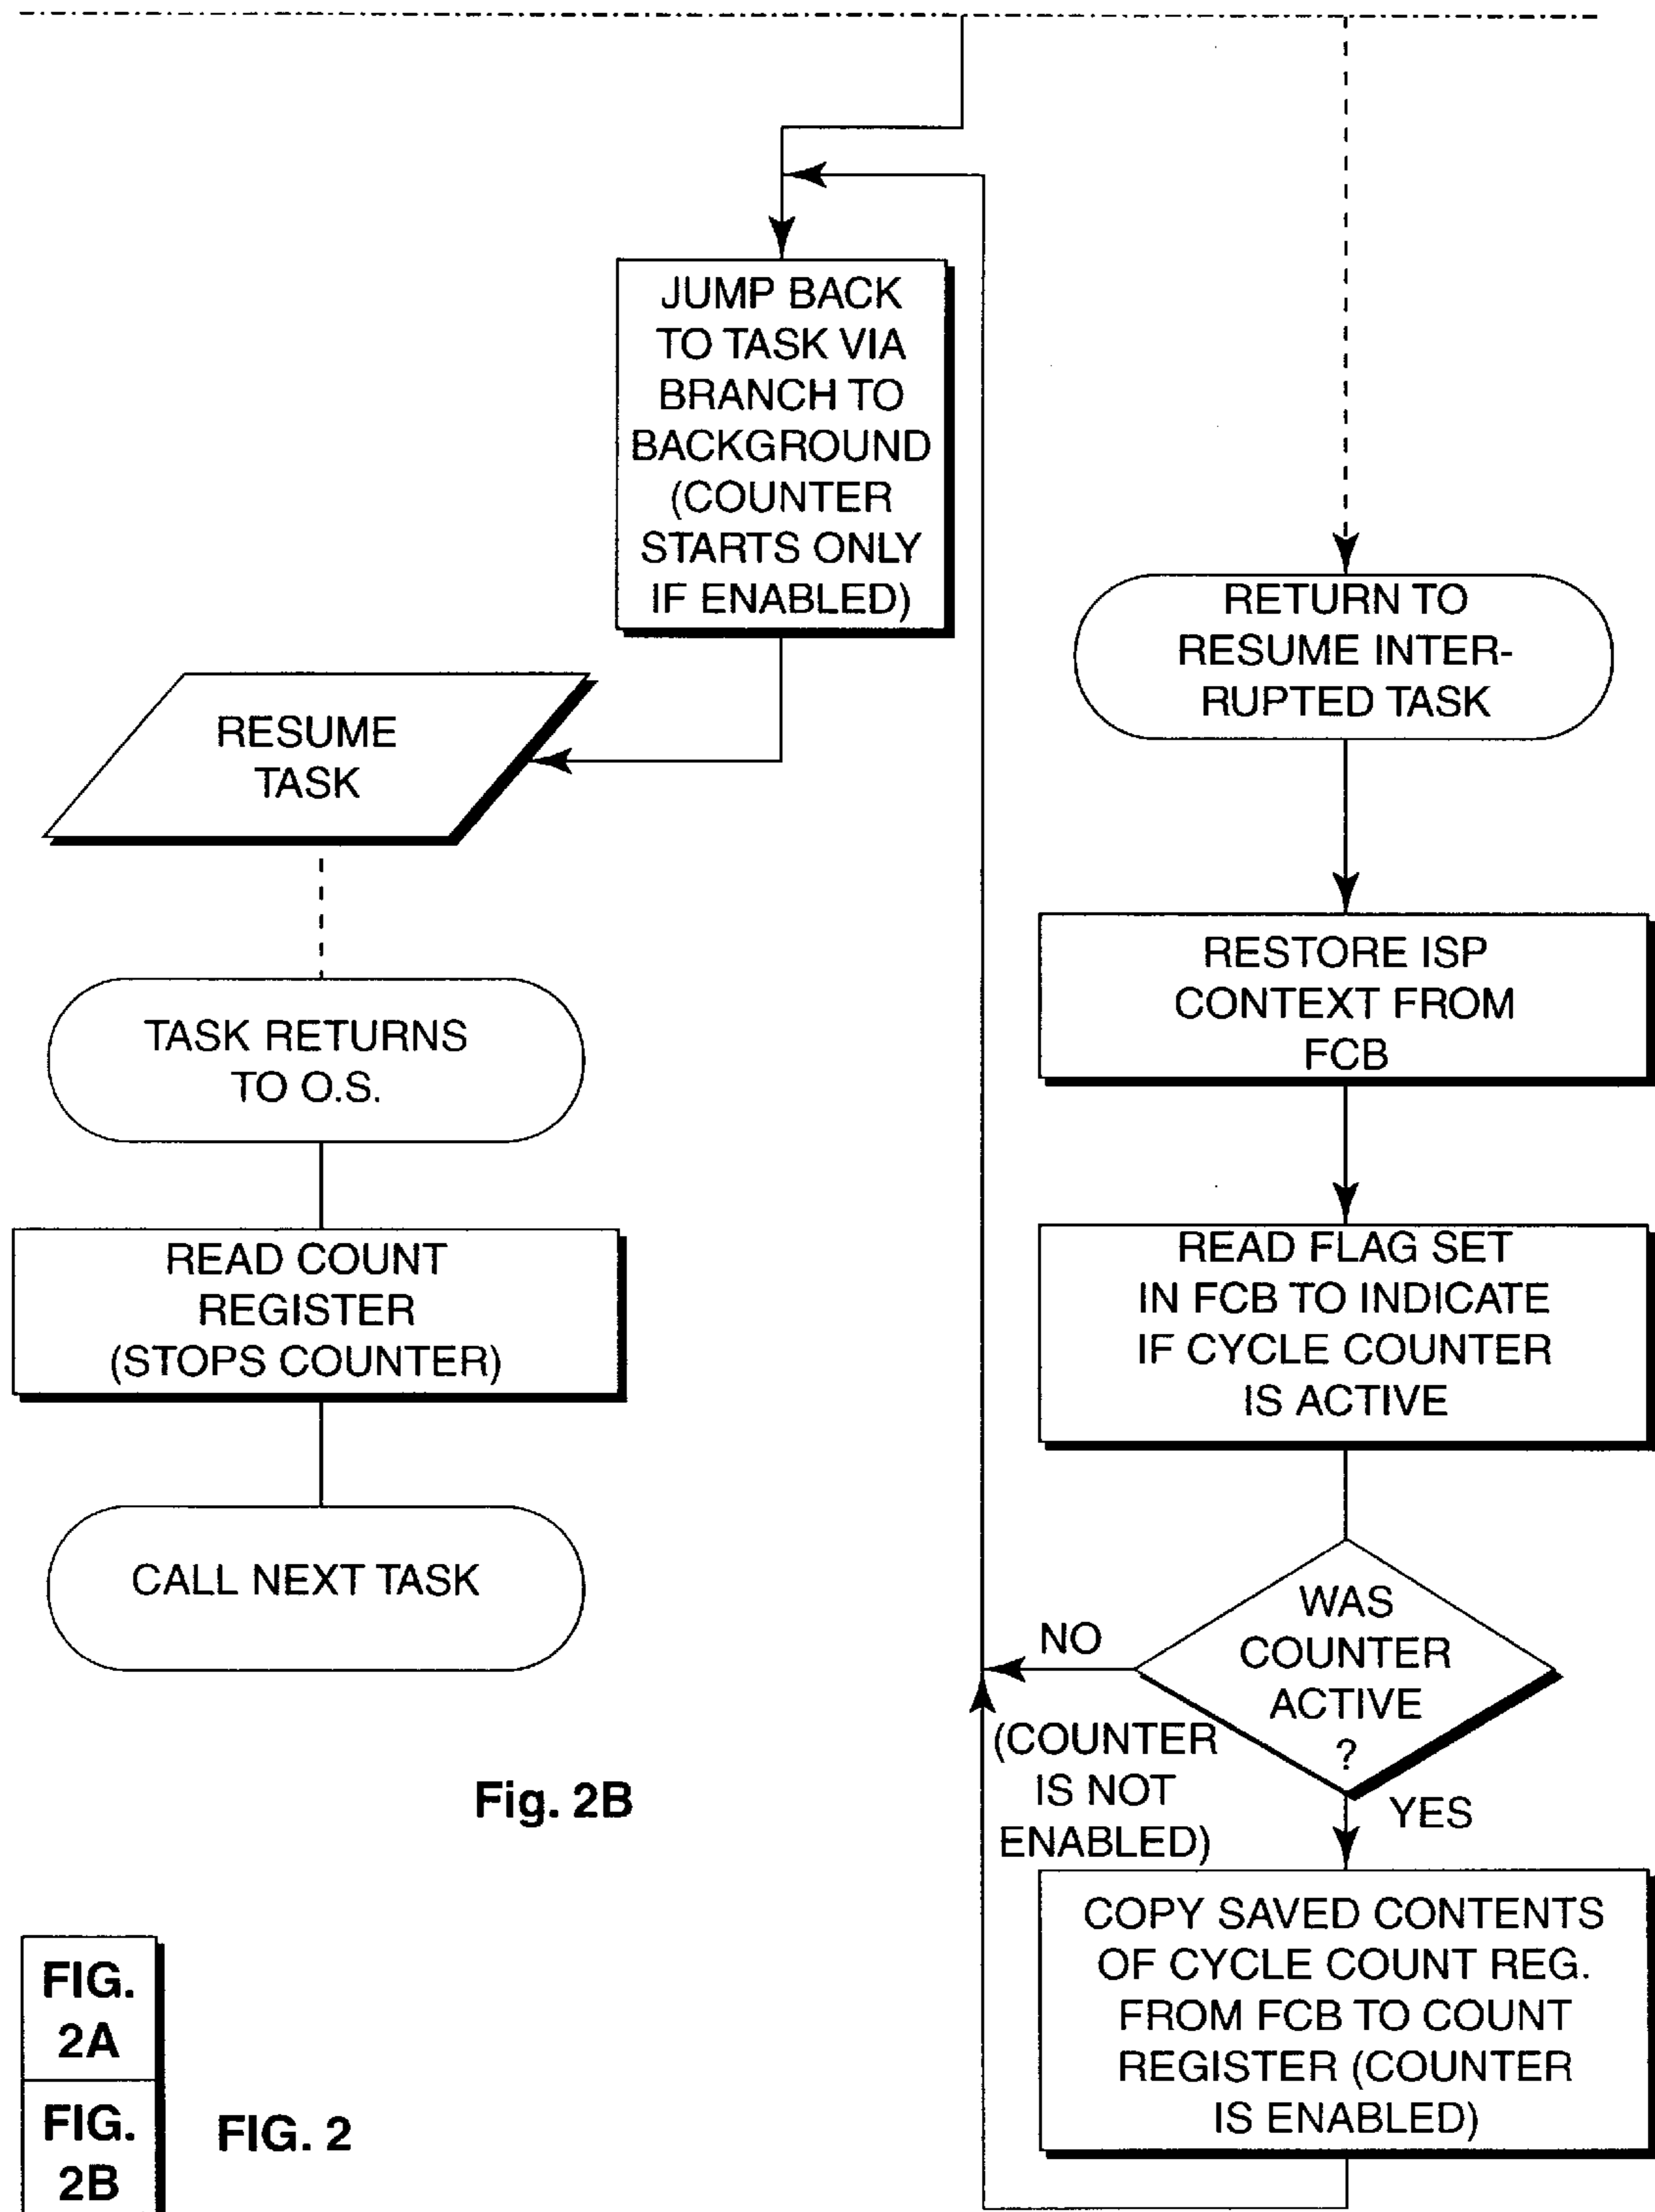 JUMP BACK
TO TASK VIA
BRANCH TO
BACKGROUND
(COUNTER
STARTS ONLY
IF ENABLED)
RESUME
TASK
TASK RETURNS
TO O.S.
READ COUNT
REGISTER
(STOPS COUNTER)
CALL NEXT TASK
RETURN TO
RESUME INTER-
RUPTED TASK
RESTORE ISP
CONTEXT FROM
FCB
READ FLAG SET
IN FCB TO INDICATE
IF CYCLE COUNTER
IS ACTIVE
WAS
COUNTER
ACTIVE
?
NO
(COUNTER
IS NOT
ENABLED)
YES
COPY SAVED CONTENTS
OF CYCLE COUNT REG.
FROM FCB TO COUNT
REGISTER (COUNTER
IS ENABLED)
Fig. 2B
FIG.
2A
FIG.
2B
FIG. 2